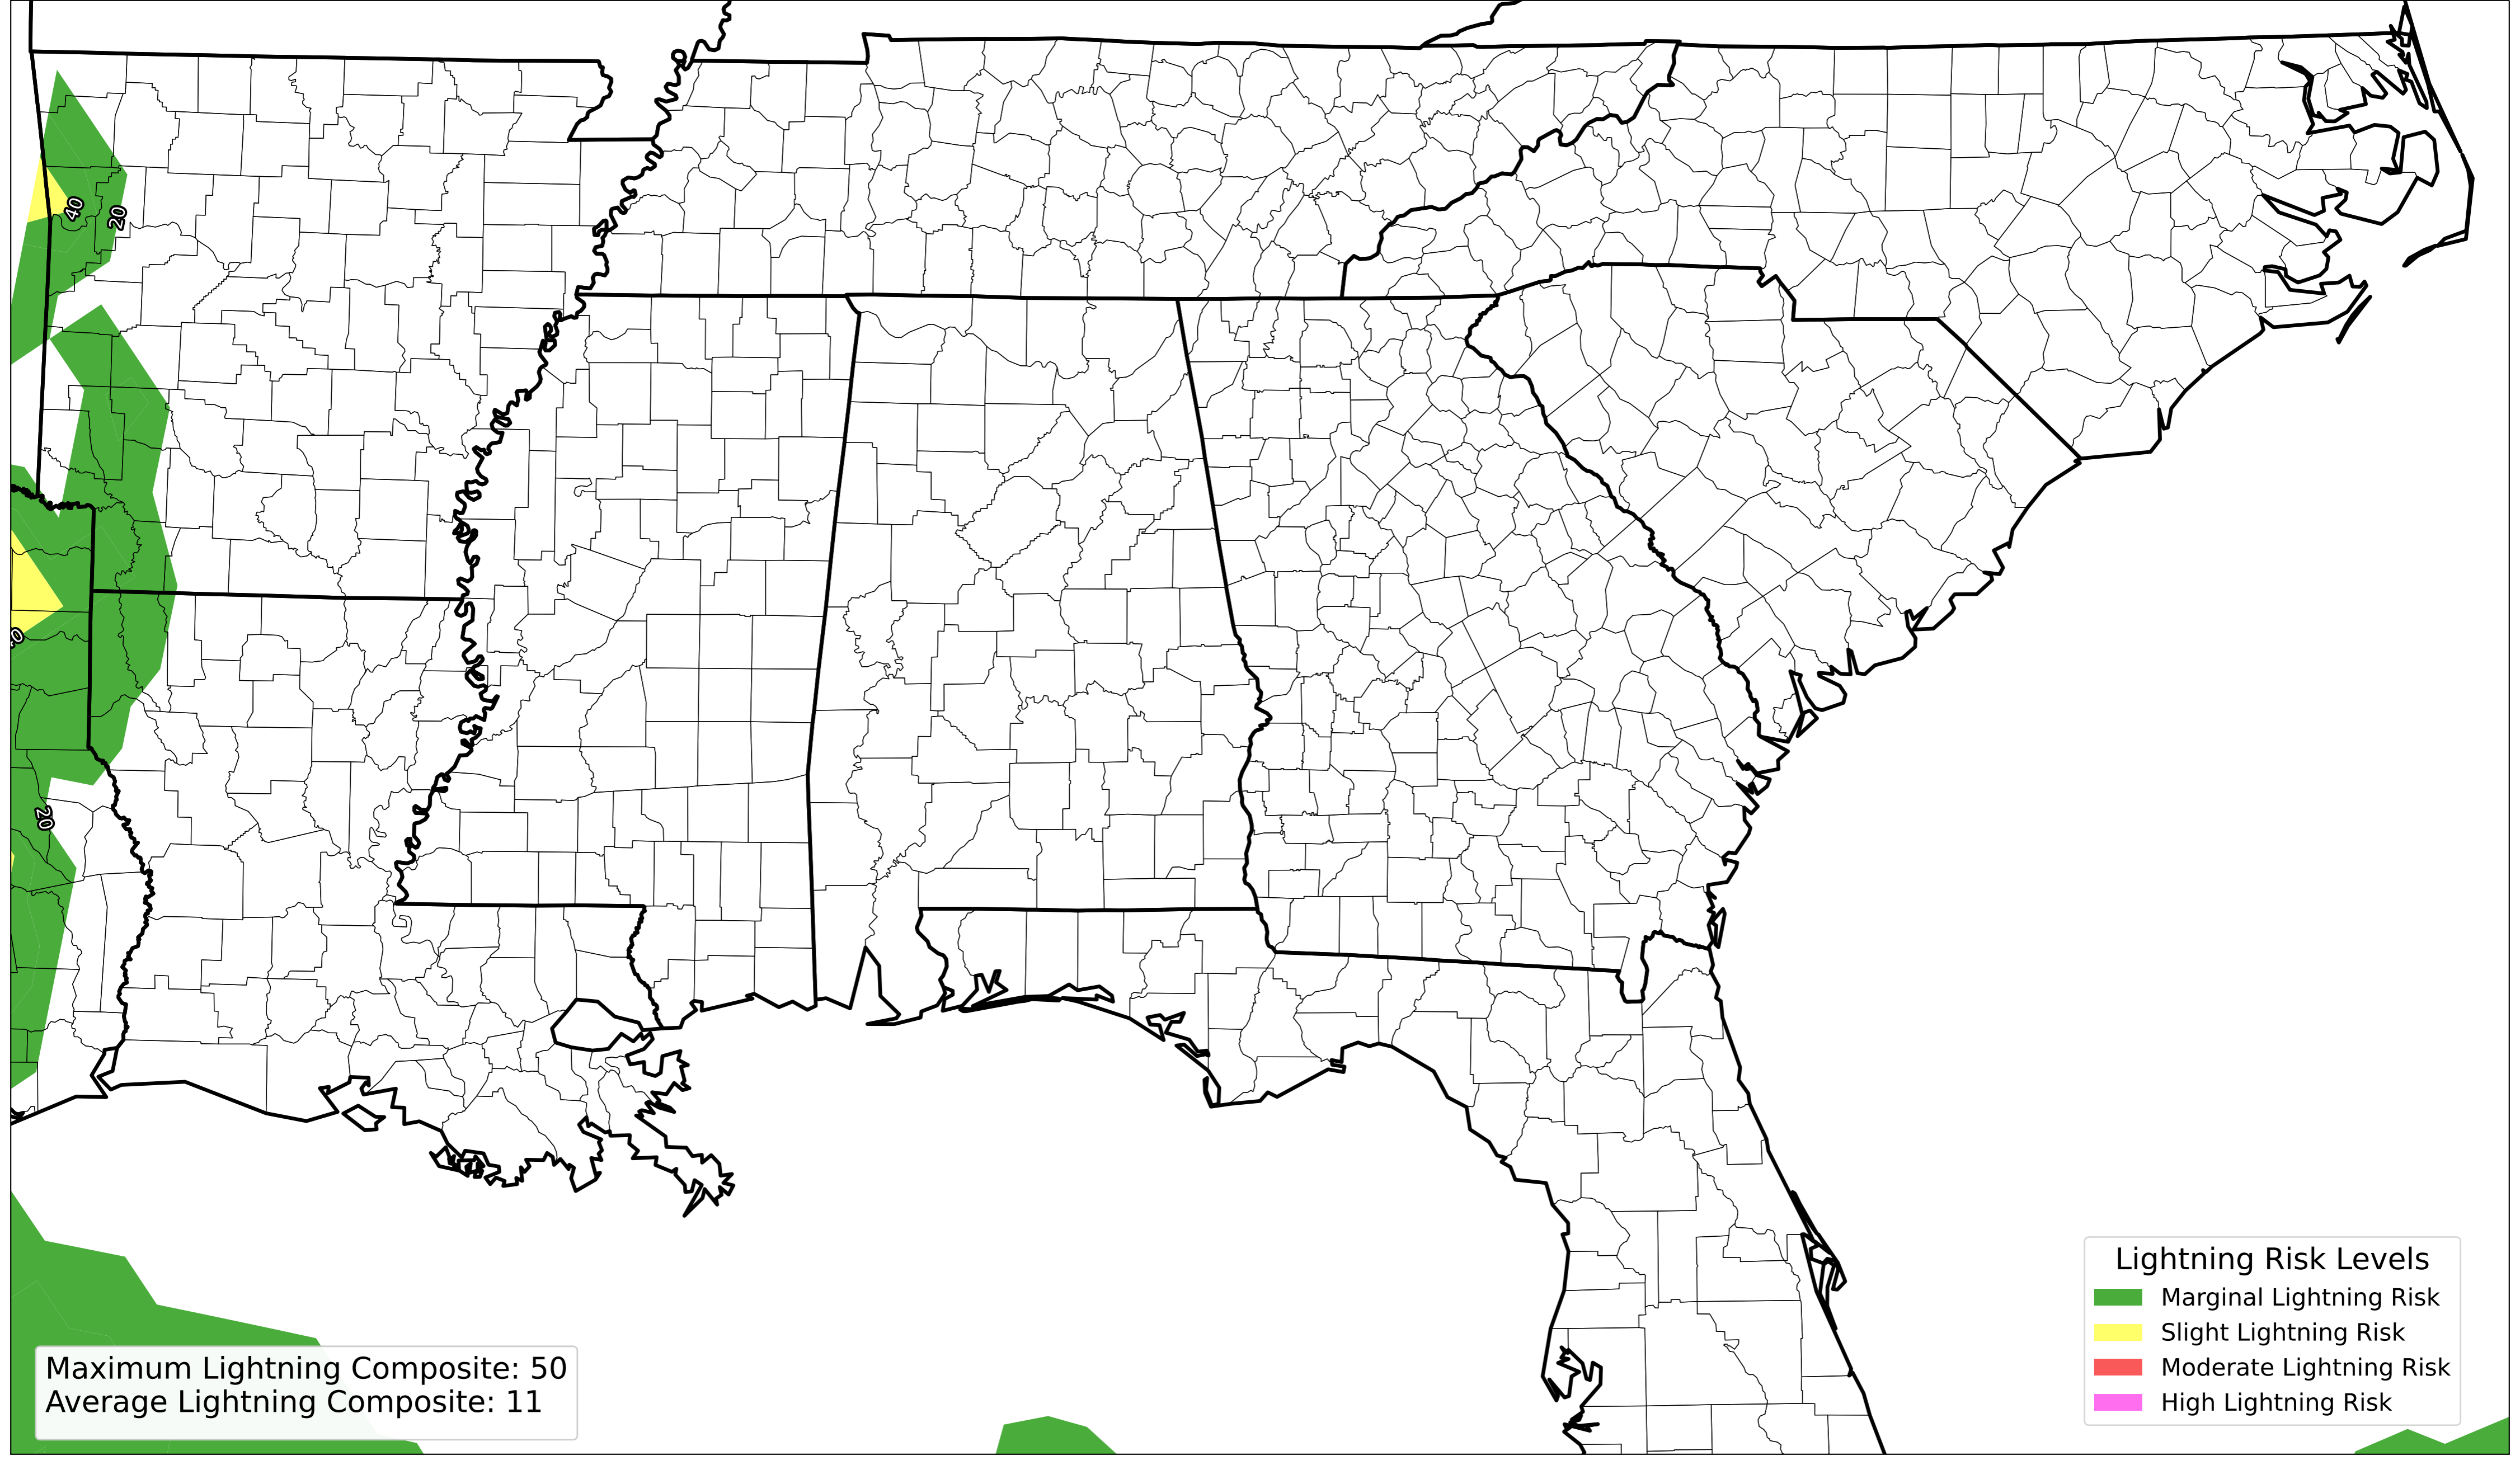 40
20
20
Maximum Lightning Composite: 50
Average Lightning Composite: 11
Lightning Risk Levels
Marginal Lightning Risk
Slight Lightning Risk
Moderate Lightning Risk
High Lightning Risk